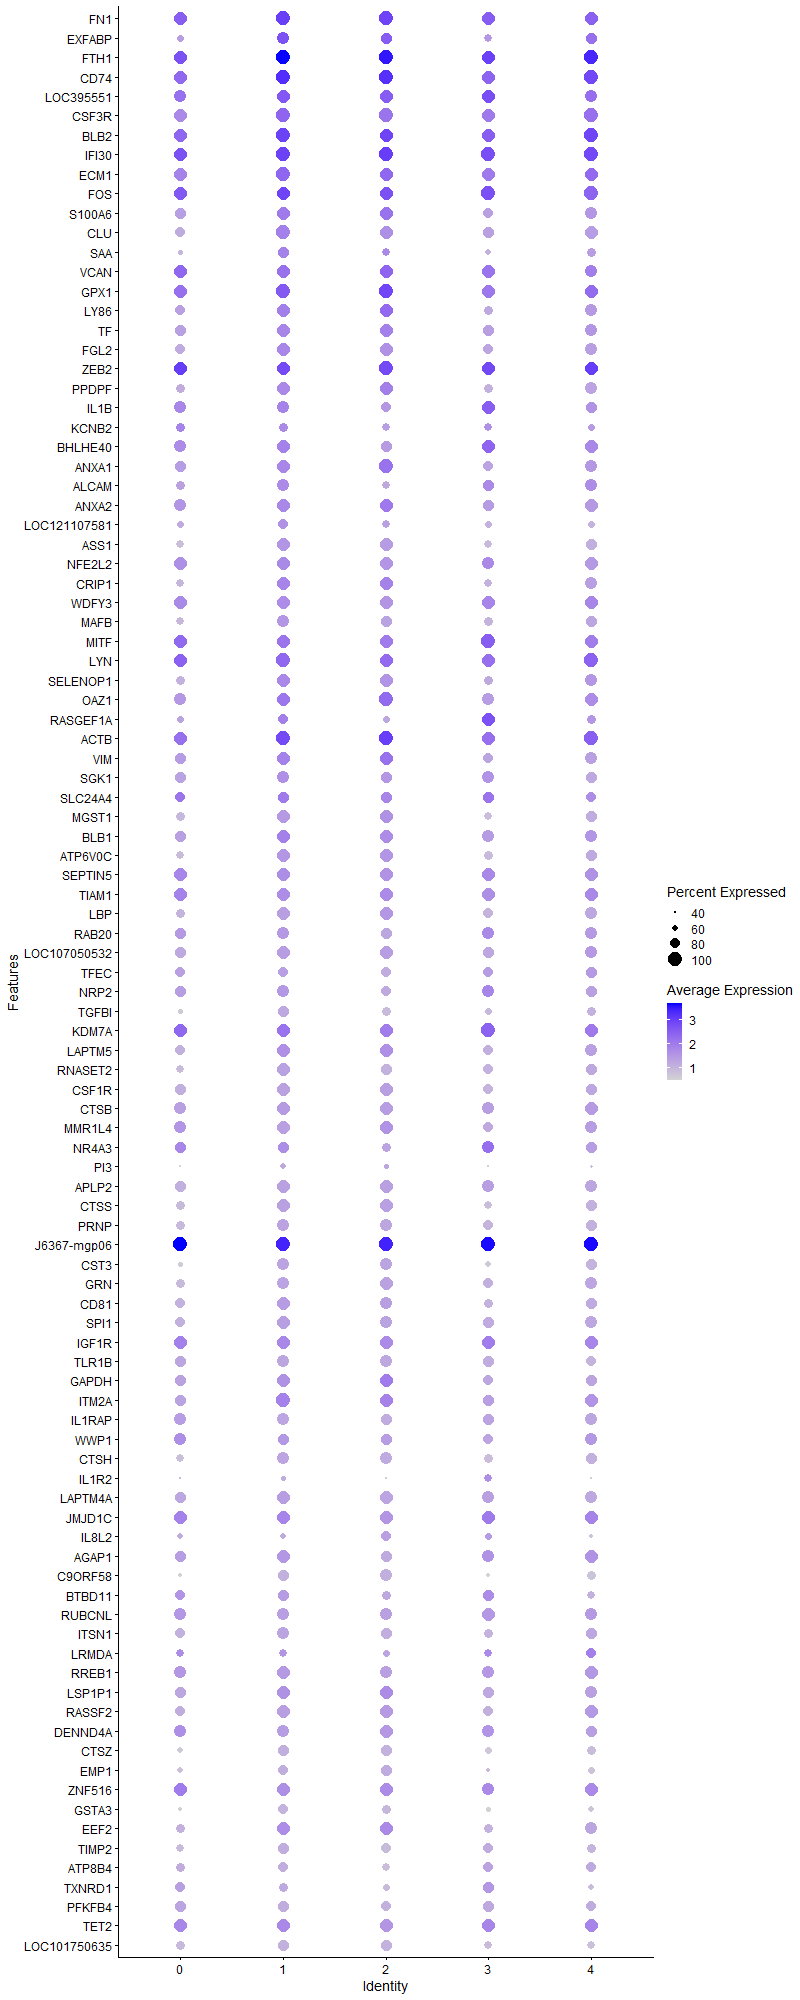 FN1
EXFABP
FTH1
CD74
LOC395551
CSF3R
BLB2
IFI30
ECM1
FOS
S100A6
CLU
SAA
VCAN
GPX1
LY86
TF
FGL2
ZEB2
PPDPF
IL1B
KCNB2
BHLHE40
ANXA1
ALCAM
ANXA2
LOC121107581
ASS1
NFE2L2
CRIP1
WDFY3
MAFB
MITF
LYN
SELENOP1
OAZ1
RASGEF1A
ACTB
VIM
SGK1
SLC24A4
MGST1
BLB1
ATP6V0C
SEPTIN5
TIAM1
LBP
RAB20
LOC107050532
TFEC
NRP2
TGFBI
KDM7A
LAPTM5
RNASET2
CSF1R
CTSB
MMR1L4
NR4A3
PI3
APLP2
CTSS
PRNP
J6367-mgp06
CST3
GRN
CD81
SPI1
IGF1R
TLR1B
GAPDH
ITM2A
IL1RAP
WWP1
CTSH
IL1R2
LAPTM4A
JMJD1C
IL8L2
AGAP1
C9ORF58
BTBD11
RUBCNL
ITSN1
LRMDA
RREB1
LSP1P1
RASSF2
DENND4A
CTSZ
EMP1
ZNF516
GSTA3
EEF2
TIMP2
ATP8B4
TXNRD1
PFKFB4
TET2
LOC101750635
Features
0 1 2 3 4
Identity
Percent Expressed
40
60
80
100
Average Expression
3
2
1